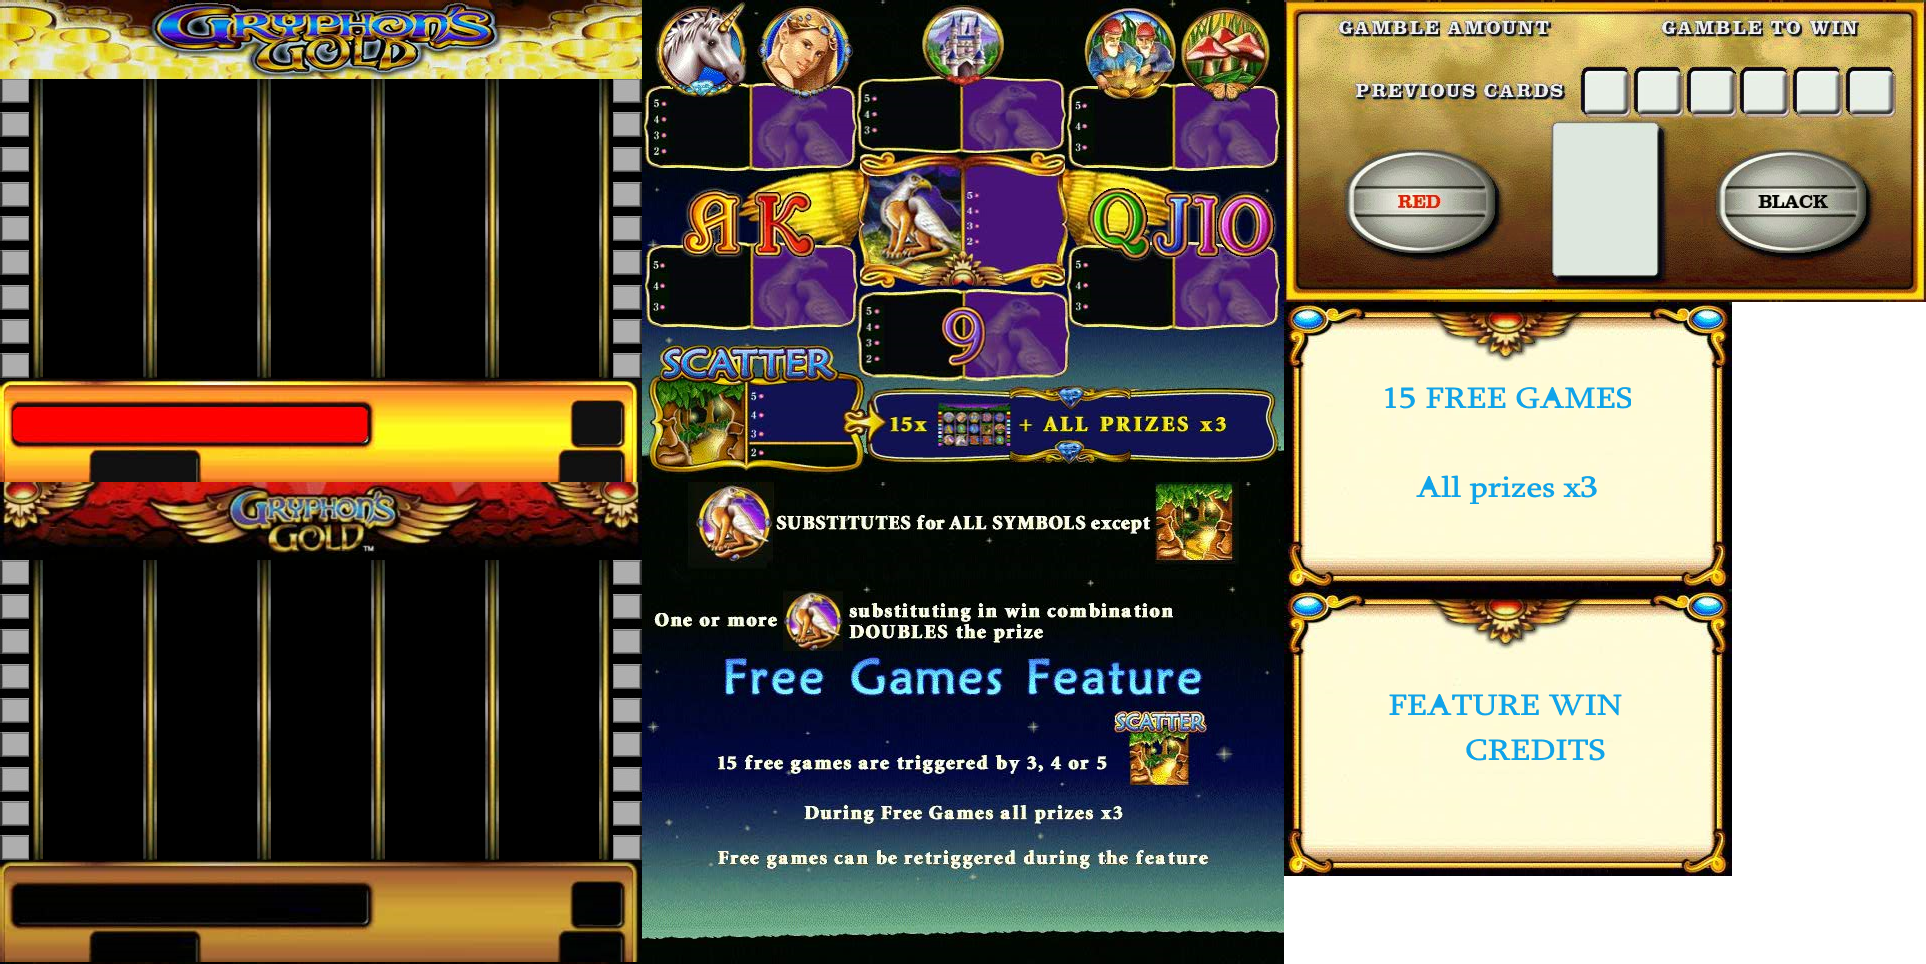 GRYPHON'S
GOLD
GRYPHON'S
GOLD™
5
4
3
2
5
4
3
5
4
3
A K
5
4
3
2
Q J 10
5
4
3
5
4
3
2
9
5
4
3
SCATTER
5
4
3
2
15x + ALL PRIZES x3
SUBSTITUTES for ALL SYMBOLS except
One or more substituting in win combination
DOUBLES the prize
Free Games Feature
SCATTER
15 free games are triggered by 3, 4 or 5
During Free Games all prizes x3
Free games can be retriggered during the feature
GAMBLE AMOUNT GAMBLE TO WIN
PREVIOUS CARDS
RED BLACK
15 FREE GAMES
All prizes x3
FEATURE WIN
CREDITS